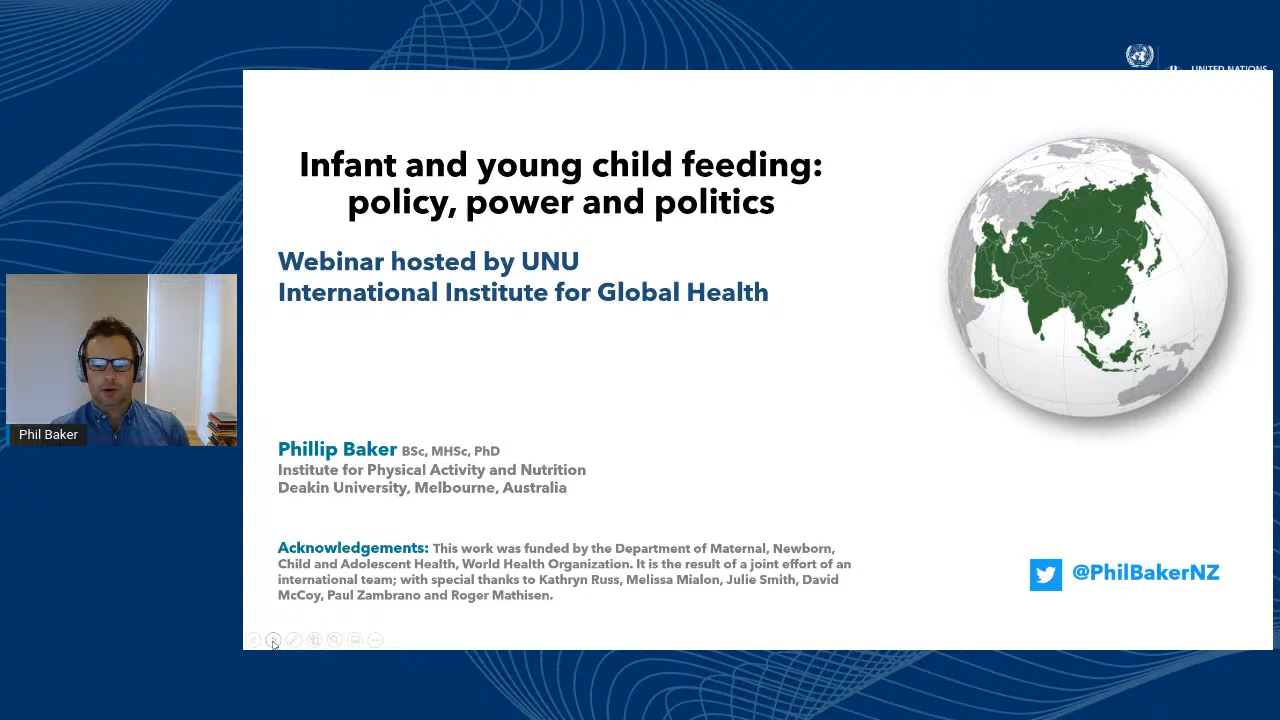 UNITED NATIONS
Infant and young child feeding:
policy, power and politics
Webinar hosted by UNU
International Institute for Global Health
Phil Baker
Phillip Baker BSc, MHSc, PhD
Institute for Physical Activity and Nutrition
Deakin University, Melbourne, Australia
Acknowledgements: This work was funded by the Department of Maternal, Newborn,
Child and Adolescent Health, World Health Organization. It is the result of a joint effort of an
international team; with special thanks to Kathryn Russ, Melissa Mialon, Julie Smith, David
McCoy, Paul Zambrano and Roger Mathisen.
@PhilBakerNZ